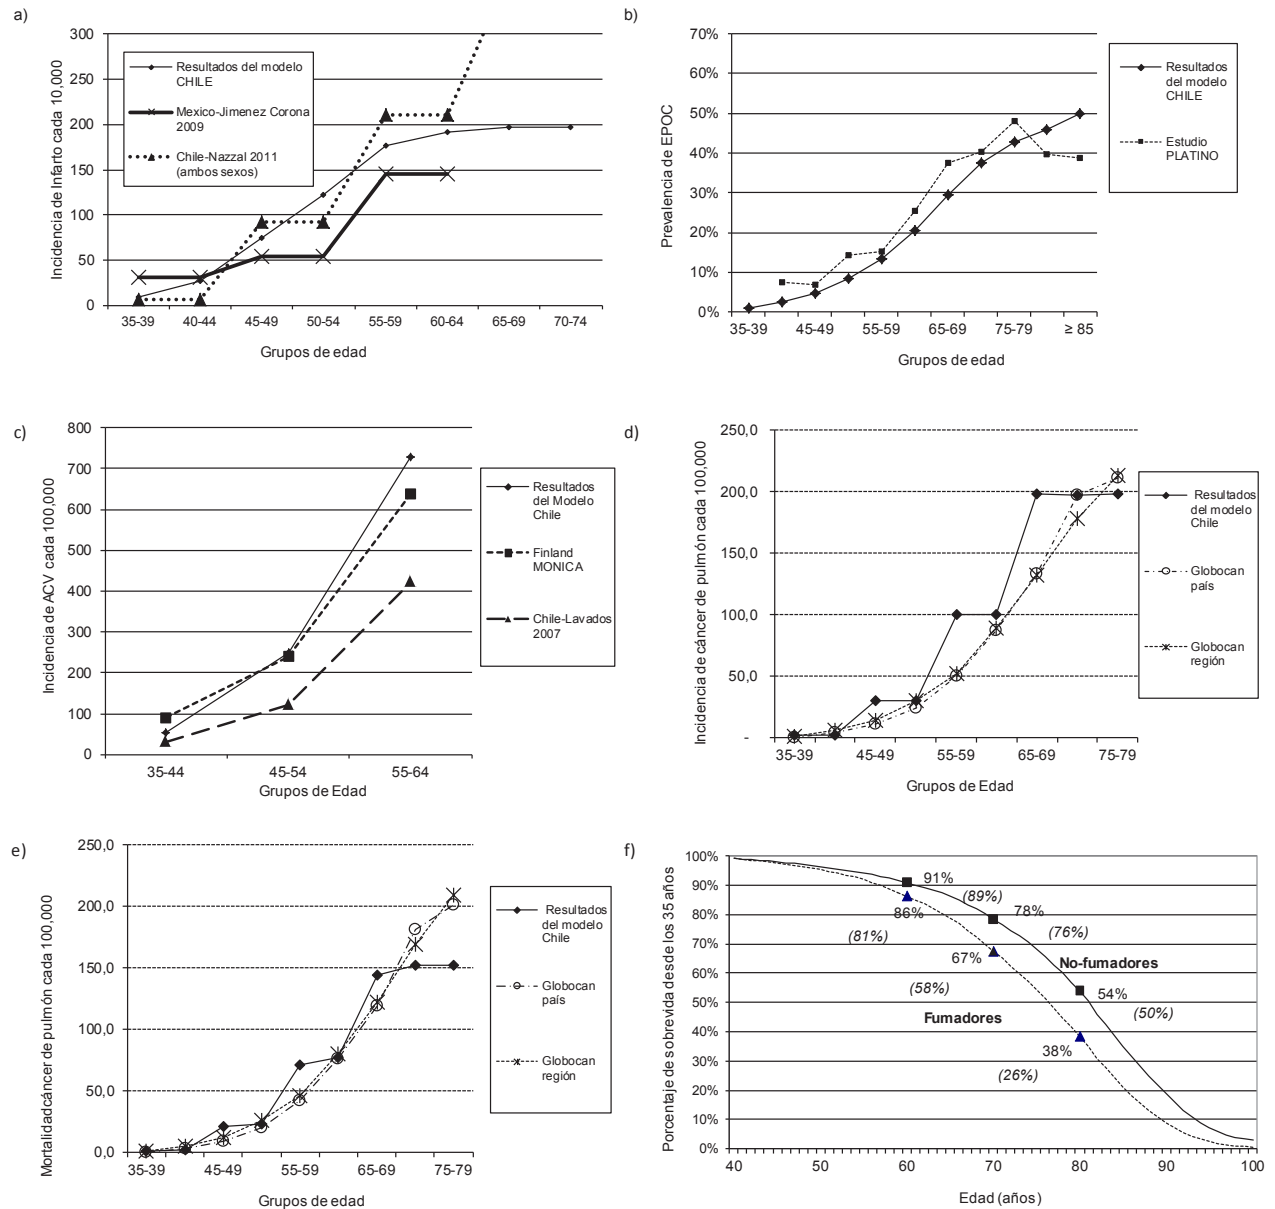 a)
300
250
200
150
100
50
0
Incidencia de Infarto cada 10,000
Resultados del modelo
CHILE
Mexico-Jimenez Corona
2009
Chile-Nazzal 2011
(ambos sexos)
35-39 40-44 45-49 50-54 55-59 60-64 65-69 70-74
Grupos de edad
b)
70%
60%
50%
40%
30%
20%
10%
0%
Prevalencia de EPOC
Resultados
del modelo
CHILE
Estudio
PLATINO
35-39 45-49 55-59 65-69 75-79 ≥ 85
Grupos de edad
c)
800
700
600
500
400
300
200
100
0
Incidencia de ACV cada 100,000
Resultados
del Modelo
Chile
Finland
MONICA
Chile-Lavados
2007
35-44 45-54 55-64
Grupos de Edad
d)
250,0
200,0
150,0
100,0
50,0
-
Incidencia de cáncer de pulmón cada 100,000
Resultados
del modelo
Chile
Globocan
país
Globocan
región
35-39 45-49 55-59 65-69 75-79
Grupos de Edad
e)
250,0
200,0
150,0
100,0
50,0
0,0
Mortalidadcáncer de pulmón cada 100,000
Resultados
del modelo
Chile
Globocan
país
Globocan
región
35-39 45-49 55-59 65-69 75-79
Grupos de edad
f)
100%
90%
80%
70%
60%
50%
40%
30%
20%
10%
0%
Porcentaje de sobrevida desde los 35 años
91%
(89%)
86%
78%
(81%)
(76%)
67%
No-fumadores
(58%)
54%
(50%)
Fumadores
38%
(26%)
40 50 60 70 80 90 100
Edad (años)